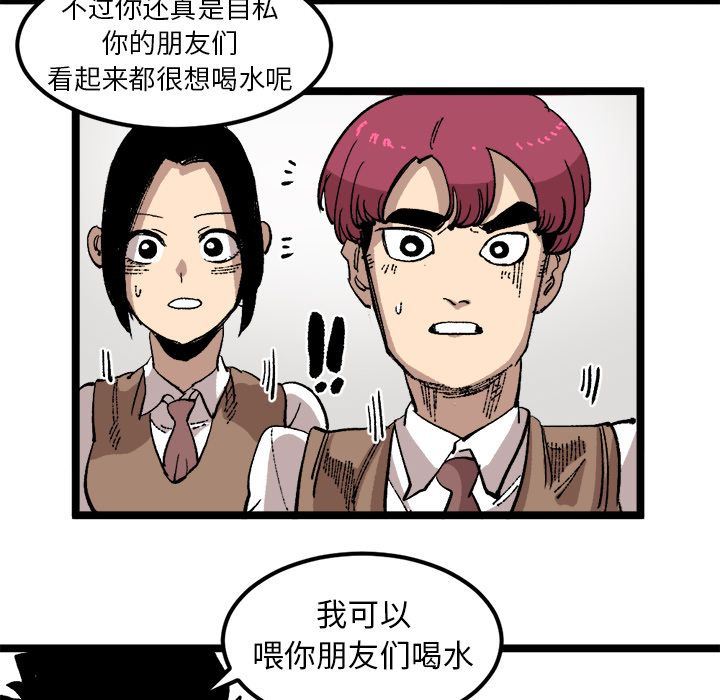 不过你还真是自私
你的朋友们
看起来都很想喝水呢
!!
我可以
喂你朋友们喝水